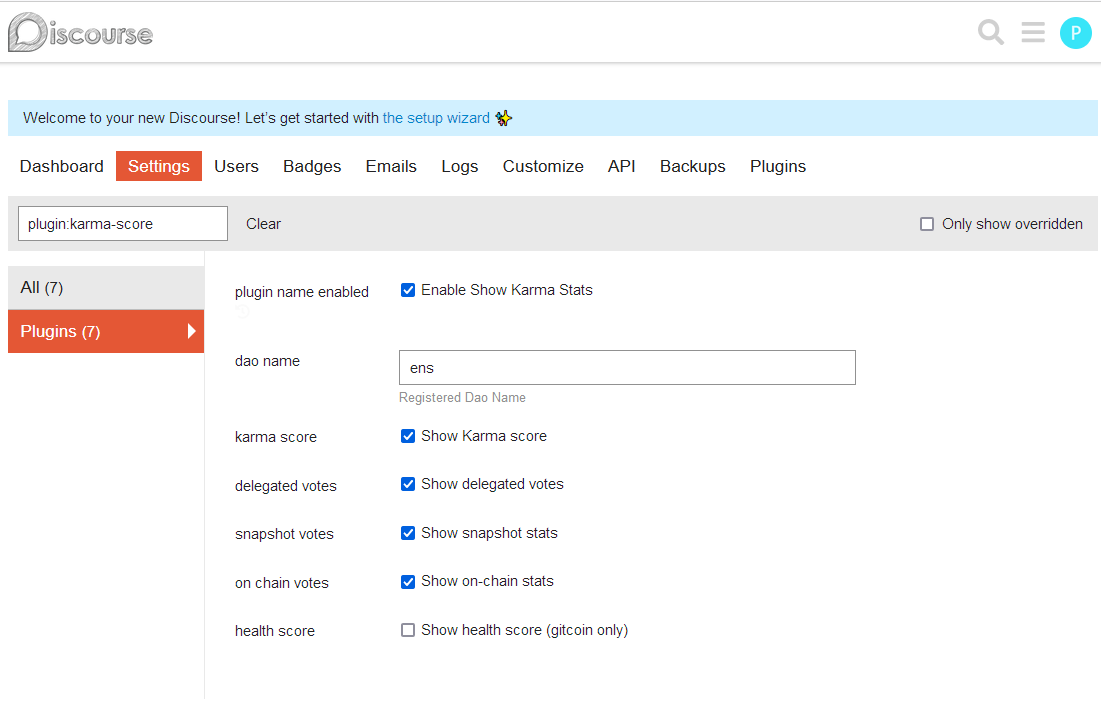 Discourse
P
Welcome to your new Discourse! Let's get started with the setup wizard
Dashboard Settings Users Badges Emails Logs Customize API Backups Plugins
plugin:karma-score Clear Only show overridden
All (7)
Plugins (7)
plugin name enabled Enable Show Karma Stats
dao name ens
Registered Dao Name
karma score Show Karma score
delegated votes Show delegated votes
snapshot votes Show snapshot stats
on chain votes Show on-chain stats
health score Show health score (gitcoin only)